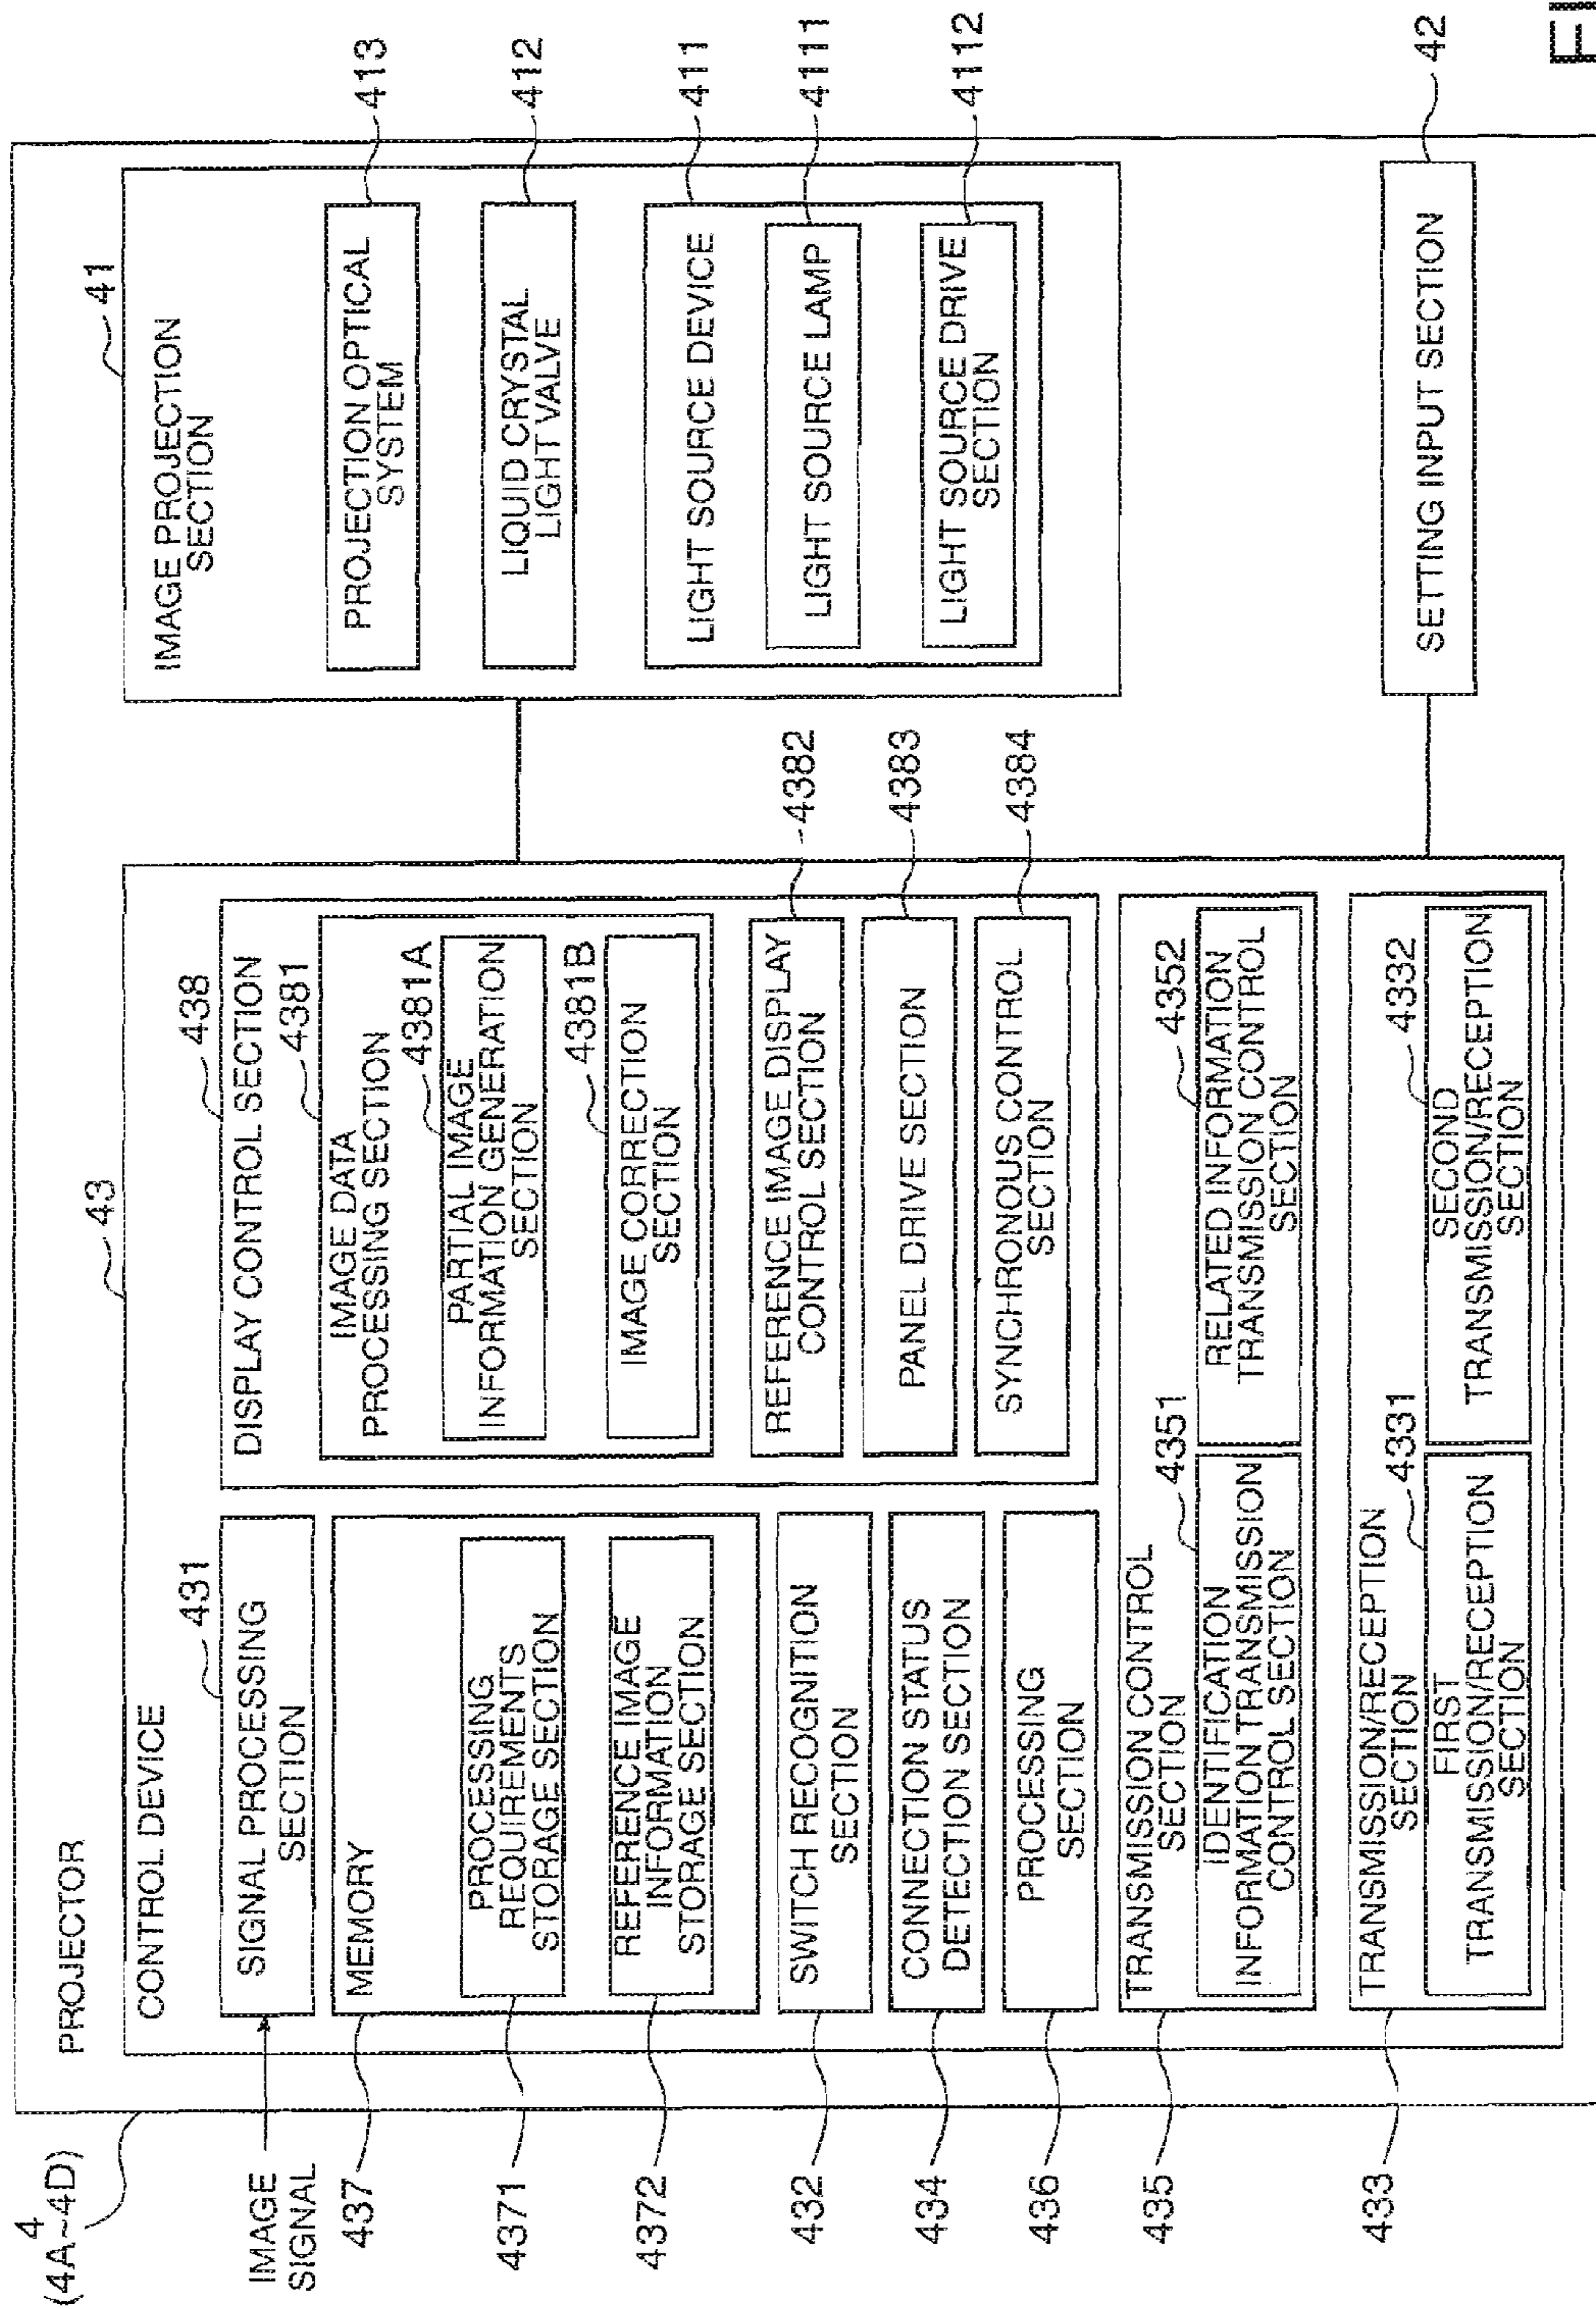 4
(4A~4D)
PROJECTOR
43
CONTROL DEVICE
IMAGE
SIGNAL
431
SIGNAL PROCESSING
SECTION
437
MEMORY
4371
PROCESSING
REQUIREMENTS
STORAGE SECTION
4372
REFERENCE IMAGE
INFORMATION
STORAGE SECTION
432
SWITCH RECOGNITION
SECTION
434
CONNECTION STATUS
DETECTION SECTION
436
PROCESSING
SECTION
438
DISPLAY CONTROL SECTION
4381
IMAGE DATA
PROCESSING SECTION
4381A
PARTIAL IMAGE
INFORMATION GENERATION
SECTION
4381B
IMAGE CORRECTION
SECTION
4382
REFERENCE IMAGE DISPLAY
CONTROL SECTION
4383
PANEL DRIVE SECTION
4384
SYNCHRONOUS CONTROL
SECTION
435
TRANSMISSION CONTROL
SECTION
4351
IDENTIFICATION
INFORMATION TRANSMISSION
CONTROL SECTION
4352
RELATED INFORMATION
TRANSMISSION CONTROL
SECTION
433
TRANSMISSION/RECEPTION
SECTION
4331
FIRST
TRANSMISSION/RECEPTION
SECTION
4332
SECOND
TRANSMISSION/RECEPTION
SECTION
41
IMAGE PROJECTION
SECTION
413
PROJECTION OPTICAL
SYSTEM
412
LIQUID CRYSTAL
LIGHT VALVE
411
LIGHT SOURCE DEVICE
4111
LIGHT SOURCE LAMP
4112
LIGHT SOURCE DRIVE
SECTION
42
SETTING INPUT SECTION